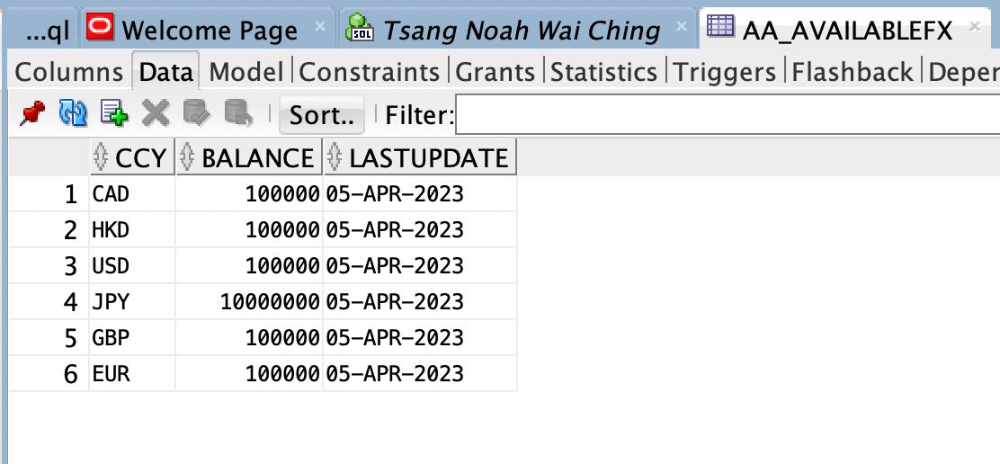 ...ql Welcome Page Tsang Noah Wai Ching AA_AVAILABLEFX
Columns Data Model Constraints Grants Statistics Triggers Flashback Deper
Sort.. Filter:
CCY BALANCE LASTUPDATE
1 CAD 100000 05-APR-2023
2 HKD 100000 05-APR-2023
3 USD 100000 05-APR-2023
4 JPY 10000000 05-APR-2023
5 GBP 100000 05-APR-2023
6 EUR 100000 05-APR-2023